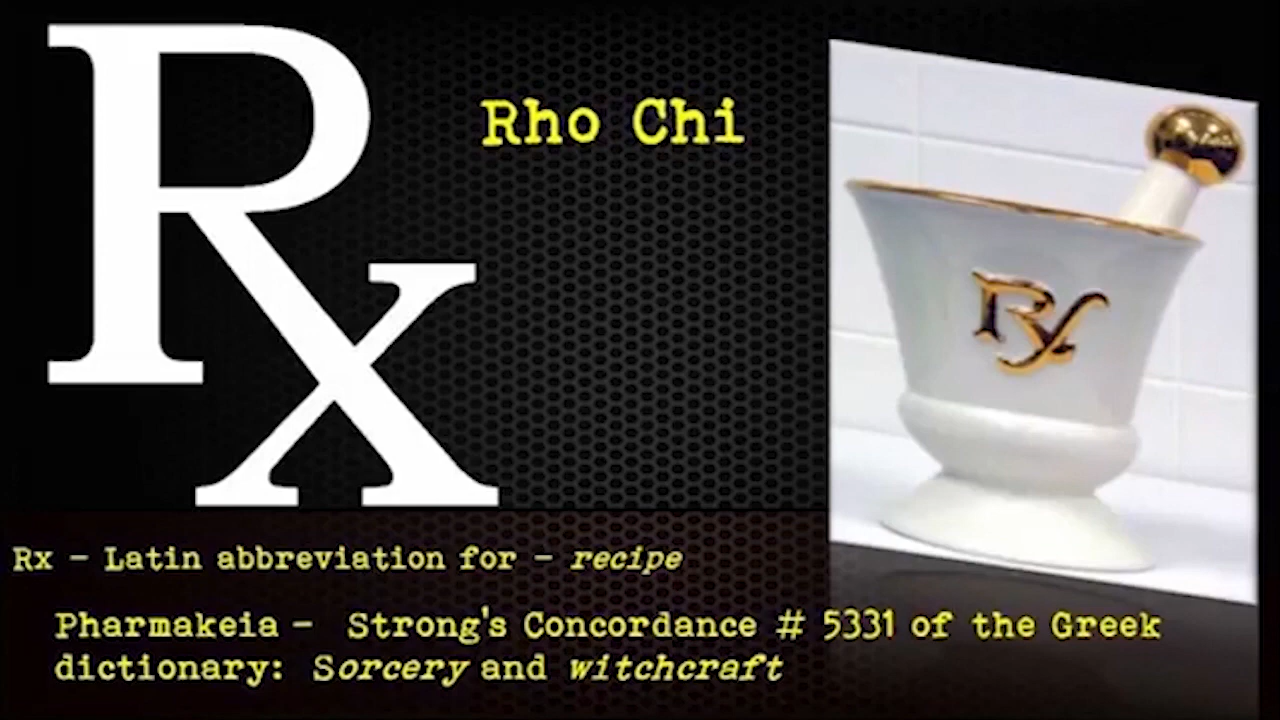 Rx
Rho Chi
Rx
Rx - Latin abbreviation for - recipe
Pharmakeia - Strong's Concordance # 5331 of the Greek
dictionary: Sorcery and witchcraft